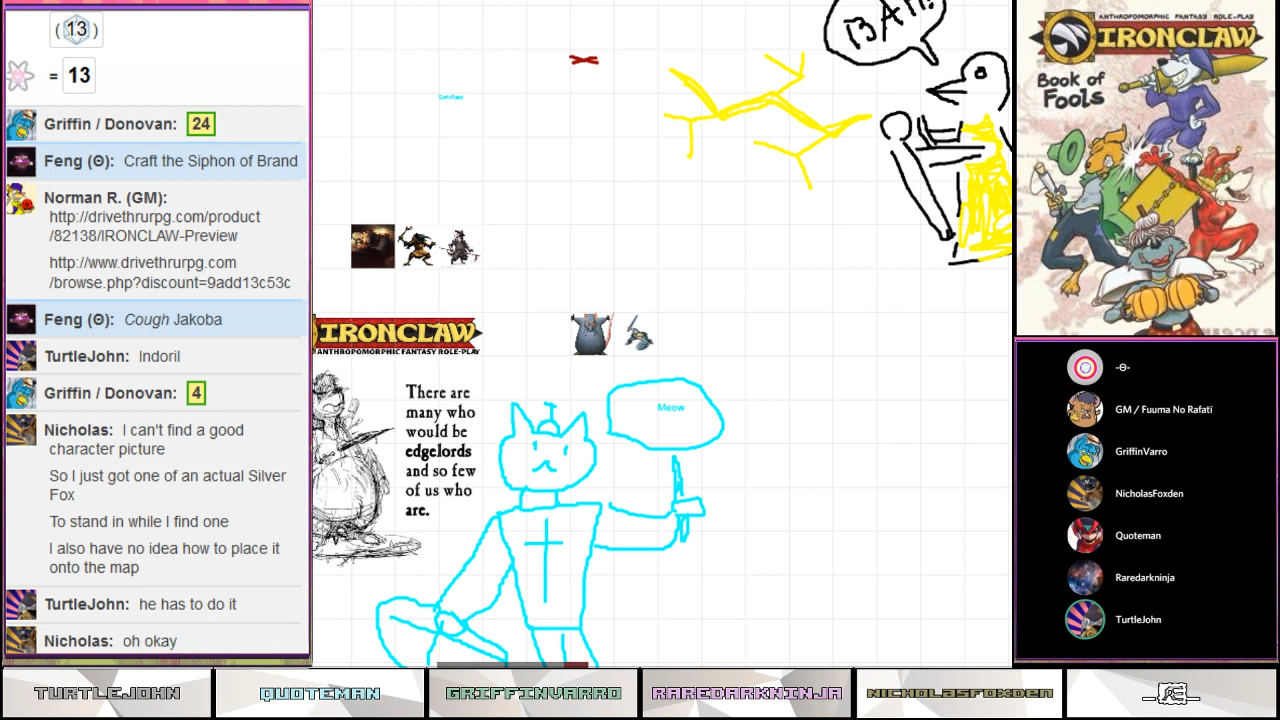 (13)
= 13
Griffin / Donovan: 24
Feng (Θ): Craft the Siphon of Brand
Norman R. (GM):
http://drivethrurpg.com/product
/82138/IRONCLAW-Preview
http://www.drivethrurpg.com
/browse.php?discount=9add13c53c
Feng (Θ): Cough Jakoba
TurtleJohn: Indoril
Griffin / Donovan: 4
Nicholas: I can't find a good
character picture
So I just got one of an actual Silver
Fox
To stand in while I find one
I also have no idea how to place it
onto the map
TurtleJohn: he has to do it
Nicholas: oh okay
IRONCLAW
ANTHROPOMORPHIC FANTASY ROLE-PLAY
There are
many who
would be
edgelords
and so few
of us who
are.
Meow
BAH!
ANTHROPOMORPHIC FANTASY ROLE-PLAY
IRONCLAW
Book of
Fools
-Θ-
GM / Fuuma No Rafatï
GriffinVarro
NicholasFoxden
Quoteman
Raredarkninja
TurtleJohn
TURTLEJOHN
QUOTEMAN
GRIFFINVARRO
RAREDARKNINJA
NICHOLASFOXDEN